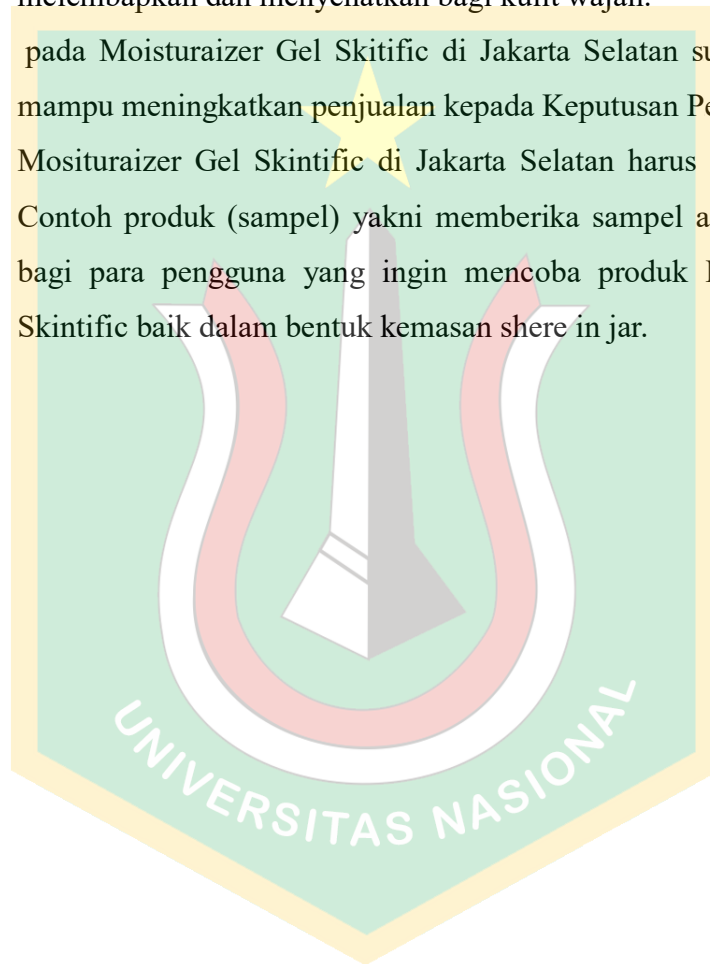 melembapkan dan menyehatkan bagi kulit wajah.
pada Moisturaizer Gel Skitific di Jakarta Selatan su
mampu meningkatkan penjualan kepada Keputusan Pe
Mosituraizer Gel Skintific di Jakarta Selatan harus
Contoh produk (sampel) yakni memberika sampel a
bagi para pengguna yang ingin mencoba produk
Skintific baik dalam bentuk kemasan shere in jar.
UNIVERSITAS NASIONAL